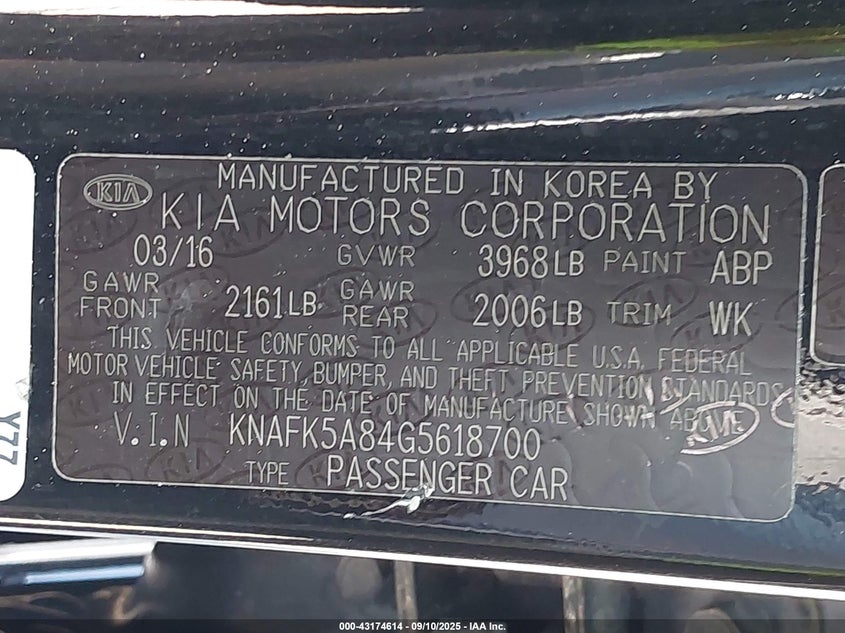 KIA
MANUFACTURED IN KOREA BY
KIA MOTORS CORPORATION
03/16 GVWR 3968LB PAINT ABP
GAWR FRONT 2161LB GAWR REAR 2006LB TRIM WK
THIS VEHICLE CONFORMS TO ALL APPLICABLE U.S.A. FEDERAL
MOTOR VEHICLE SAFETY, BUMPER, AND THEFT PREVENTION STANDARDS
IN EFFECT ON THE DATE OF MANUFACTURE SHOWN ABOVE
V.I.N KNAFK5A84G5618700
TYPE PASSENGER CAR
KIA
Y77
000-43174614 - 09/10/2025 - IAA Inc.